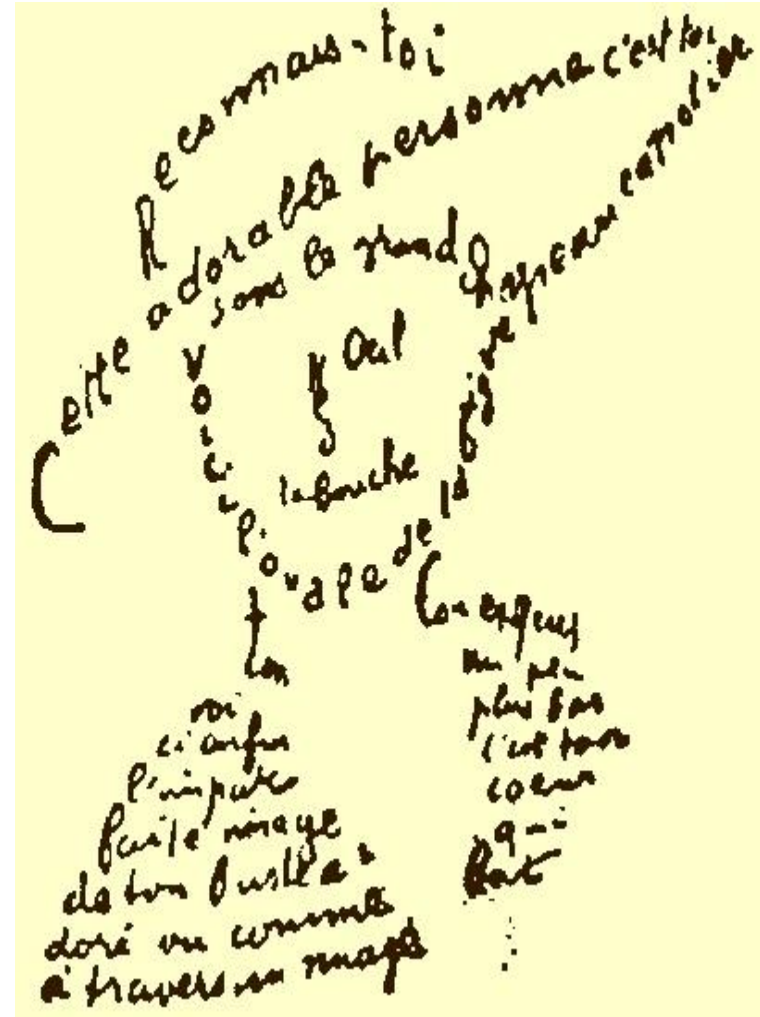 Reconnais-toi
Cette adorable personne c'est toi
sous le grand chapeau canotier
Oeil
Nez
la bouche
Voici l'ovale de ta figure
ton
Cou exquis
voi
ci enfin
l'impar
faite image
de ton buste a
doré vu comme
à travers un nuage
un peu
plus bas
c'est ton
coeur
qui
bat